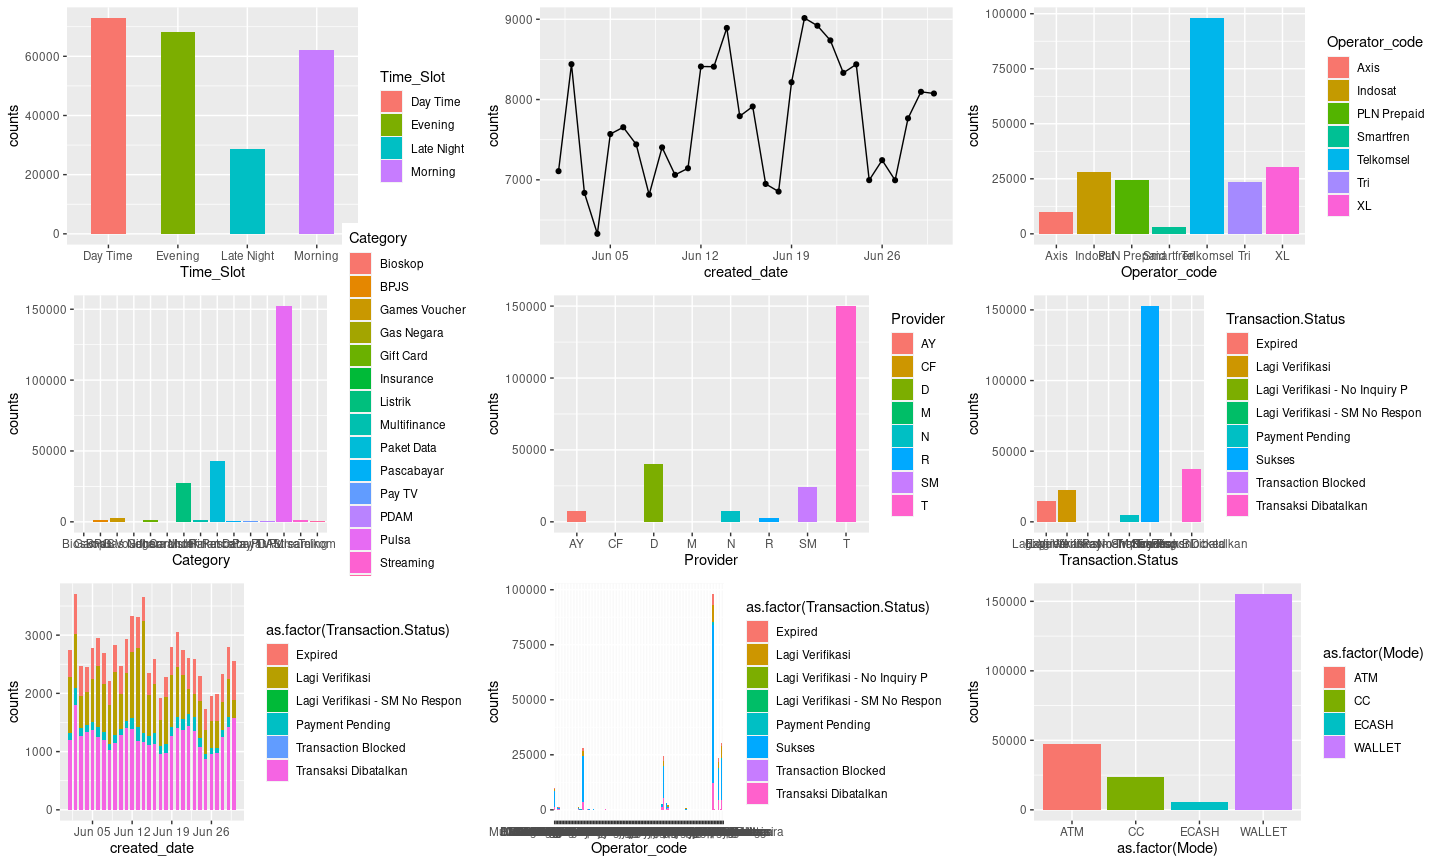 counts
60000
40000
20000
0
Day Time
Evening
Late Night
Morning
Time_Slot
Time_Slot
Day Time
Evening
Late Night
Morning
counts
9000
8000
7000
Jun 05
Jun 12
Jun 19
Jun 26
created_date
counts
100000
75000
50000
25000
0
Axis
Indosat
PLN Prepaid
Smartfren
Telkomsel
Tri
XL
Operator_code
Operator_code
Axis
Indosat
PLN Prepaid
Smartfren
Telkomsel
Tri
XL
counts
150000
100000
50000
0
Category
Category
Bioskop
BPJS
Games Voucher
Gas Negara
Gift Card
Insurance
Listrik
Multifinance
Paket Data
Pascabayar
Pay TV
PDAM
Pulsa
Streaming
counts
150000
100000
50000
0
AY
CF
D
M
N
R
SM
T
Provider
Provider
AY
CF
D
M
N
R
SM
T
counts
150000
100000
50000
0
Transaction.Status
Transaction.Status
Expired
Lagi Verifikasi
Lagi Verifikasi - No Inquiry P
Lagi Verifikasi - SM No Respon
Payment Pending
Sukses
Transaction Blocked
Transaksi Dibatalkan
counts
3000
2000
1000
0
Jun 05
Jun 12
Jun 19
Jun 26
created_date
as.factor(Transaction.Status)
Expired
Lagi Verifikasi
Lagi Verifikasi - SM No Respon
Payment Pending
Transaction Blocked
Transaksi Dibatalkan
counts
100000
75000
50000
25000
0
Operator_code
as.factor(Transaction.Status)
Expired
Lagi Verifikasi
Lagi Verifikasi - No Inquiry P
Lagi Verifikasi - SM No Respon
Payment Pending
Sukses
Transaction Blocked
Transaksi Dibatalkan
counts
150000
100000
50000
0
ATM
CC
ECASH
WALLET
as.factor(Mode)
as.factor(Mode)
ATM
CC
ECASH
WALLET